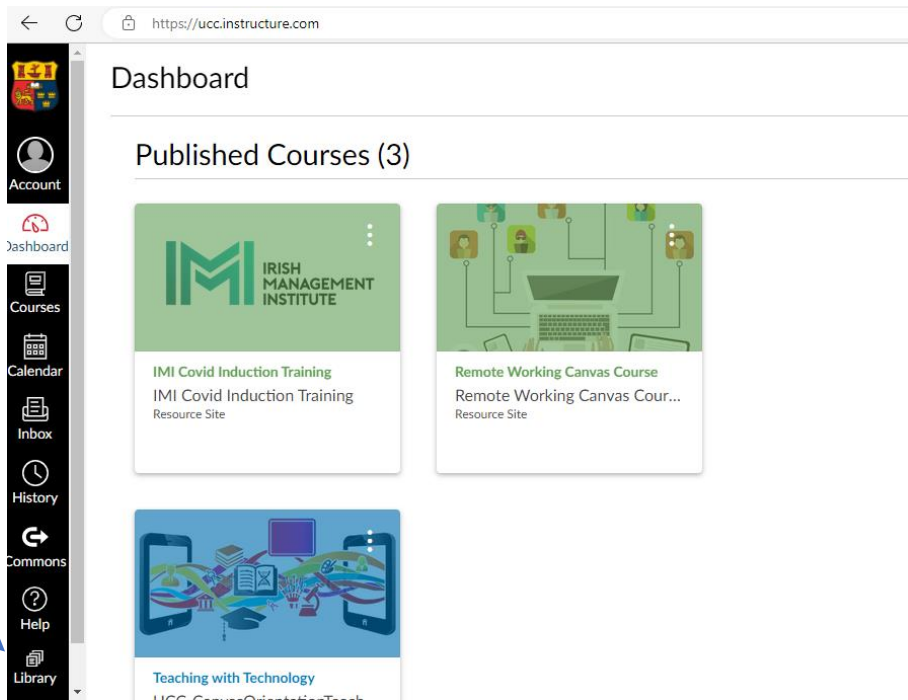 https://ucc.instructure.com
Dashboard
Published Courses (3)
Account
Dashboard
Courses
Calendar
Inbox
History
Commons
Help
Library
IRISH
MANAGEMENT
INSTITUTE
IMI Covid Induction Training
IMI Covid Induction Training
Resource Site
Remote Working Canvas Course
Remote Working Canvas Cour...
Resource Site
Teaching with Technology